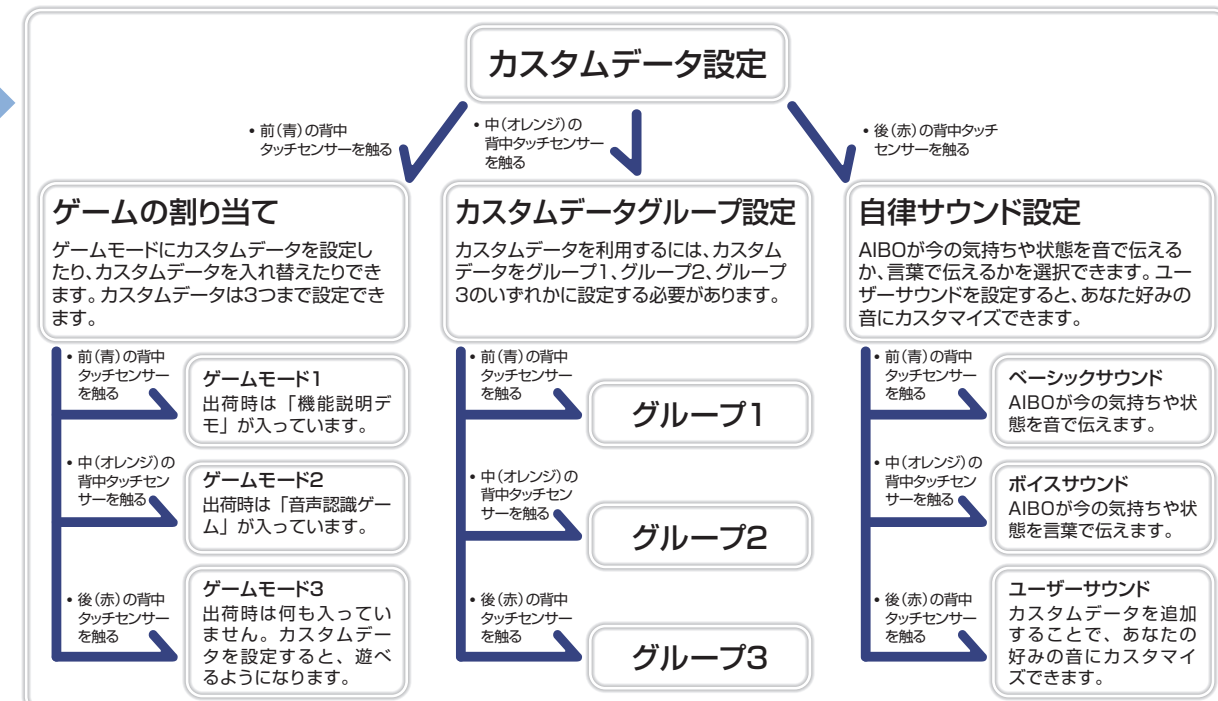 カスタムデータ設定
• 前（青）の背中
タッチセンサーを触る
• 中（オレンジ）の
背中タッチセンサー
を触る
• 後（赤）の背中タッチ
センサーを触る
ゲームの割り当て
ゲームモードにカスタムデータを設定し
たり、カスタムデータを入れ替えたりでき
ます。カスタムデータは3つまで設定でき
ます。
• 前（青）の背中
タッチセンサー
を触る
ゲームモード1
出荷時は「機能説明デ
モ」が入っています。
• 中（オレンジ）の
背中タッチセン
サーを触る
ゲームモード2
出荷時は「音声認識ゲー
ム」が入っています。
• 後（赤）の背中
タッチセンサー
を触る
ゲームモード3
出荷時は何も入ってい
ません。カスタムデー
タを設定すると、遊べ
るようになります。
カスタムデータグループ設定
カスタムデータを利用するには、カスタム
データをグループ1、グループ2、グループ
3のいずれかに設定する必要があります。
• 前（青）の背中
タッチセンサー
を触る
グループ1
• 中（オレンジ）の
背中タッチセン
サーを触る
グループ2
• 後（赤）の背中
タッチセンサー
を触る
グループ3
自律サウンド設定
AIBOが今の気持ちや状態を音で伝える
か、言葉で伝えるかを選択できます。ユー
ザーサウンドを設定すると、あなた好みの
音にカスタマイズできます。
• 前（青）の背中
タッチセンサー
を触る
ベーシックサウンド
AIBOが今の気持ちや状
態を音で伝えます。
• 中（オレンジ）の
背中タッチセン
サーを触る
ボイスサウンド
AIBOが今の気持ちや状
態を言葉で伝えます。
• 後（赤）の背中
タッチセンサー
を触る
ユーザーサウンド
カスタムデータを追加
することで、あなたの
好みの音にカスタマイ
ズできます。